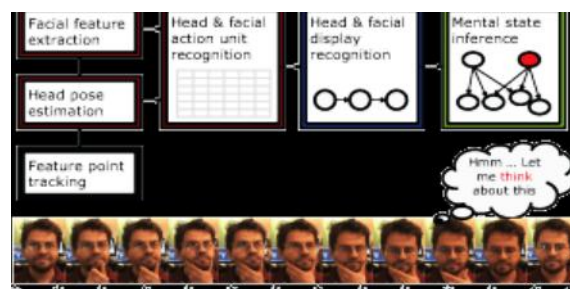 Facial feature
extraction
Head & facial
action unit
recognition
Head & facial
display
recognition
Mental state
inference
Head pose
estimation
Feature point
tracking
Hmm ... Let
me think
about this